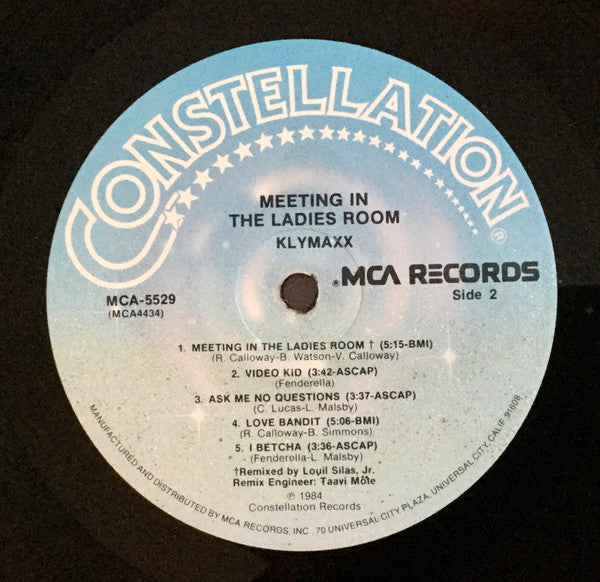 CONSTELLATION®
MEETING IN
THE LADIES ROOM
KLYMAXX
®MCA RECORDS
MCA-5529
Side 2
(MCA4434)
1. MEETING IN THE LADIES ROOM † (5:15-BMI)
(R. Calloway-B. Watson-V. Calloway)
2. VIDEO KID (3:42-ASCAP)
(Fenderella)
3. ASK ME NO QUESTIONS (3:37-ASCAP)
(C. Lucas-L. Malsby)
4. LOVE BANDIT (5:06-BMI)
(R. Calloway-B. Simmons)
5. I BETCHA (3:36-ASCAP)
(Fenderella-L. Malsby)
†Remixed by Louil Silas, Jr.
Remix Engineer: Taavi Mote
℗ 1984
Constellation Records
MANUFACTURED AND DISTRIBUTED BY MCA RECORDS, INC. 70 UNIVERSAL CITY PLAZA, UNIVERSAL CITY, CALIF. 91608